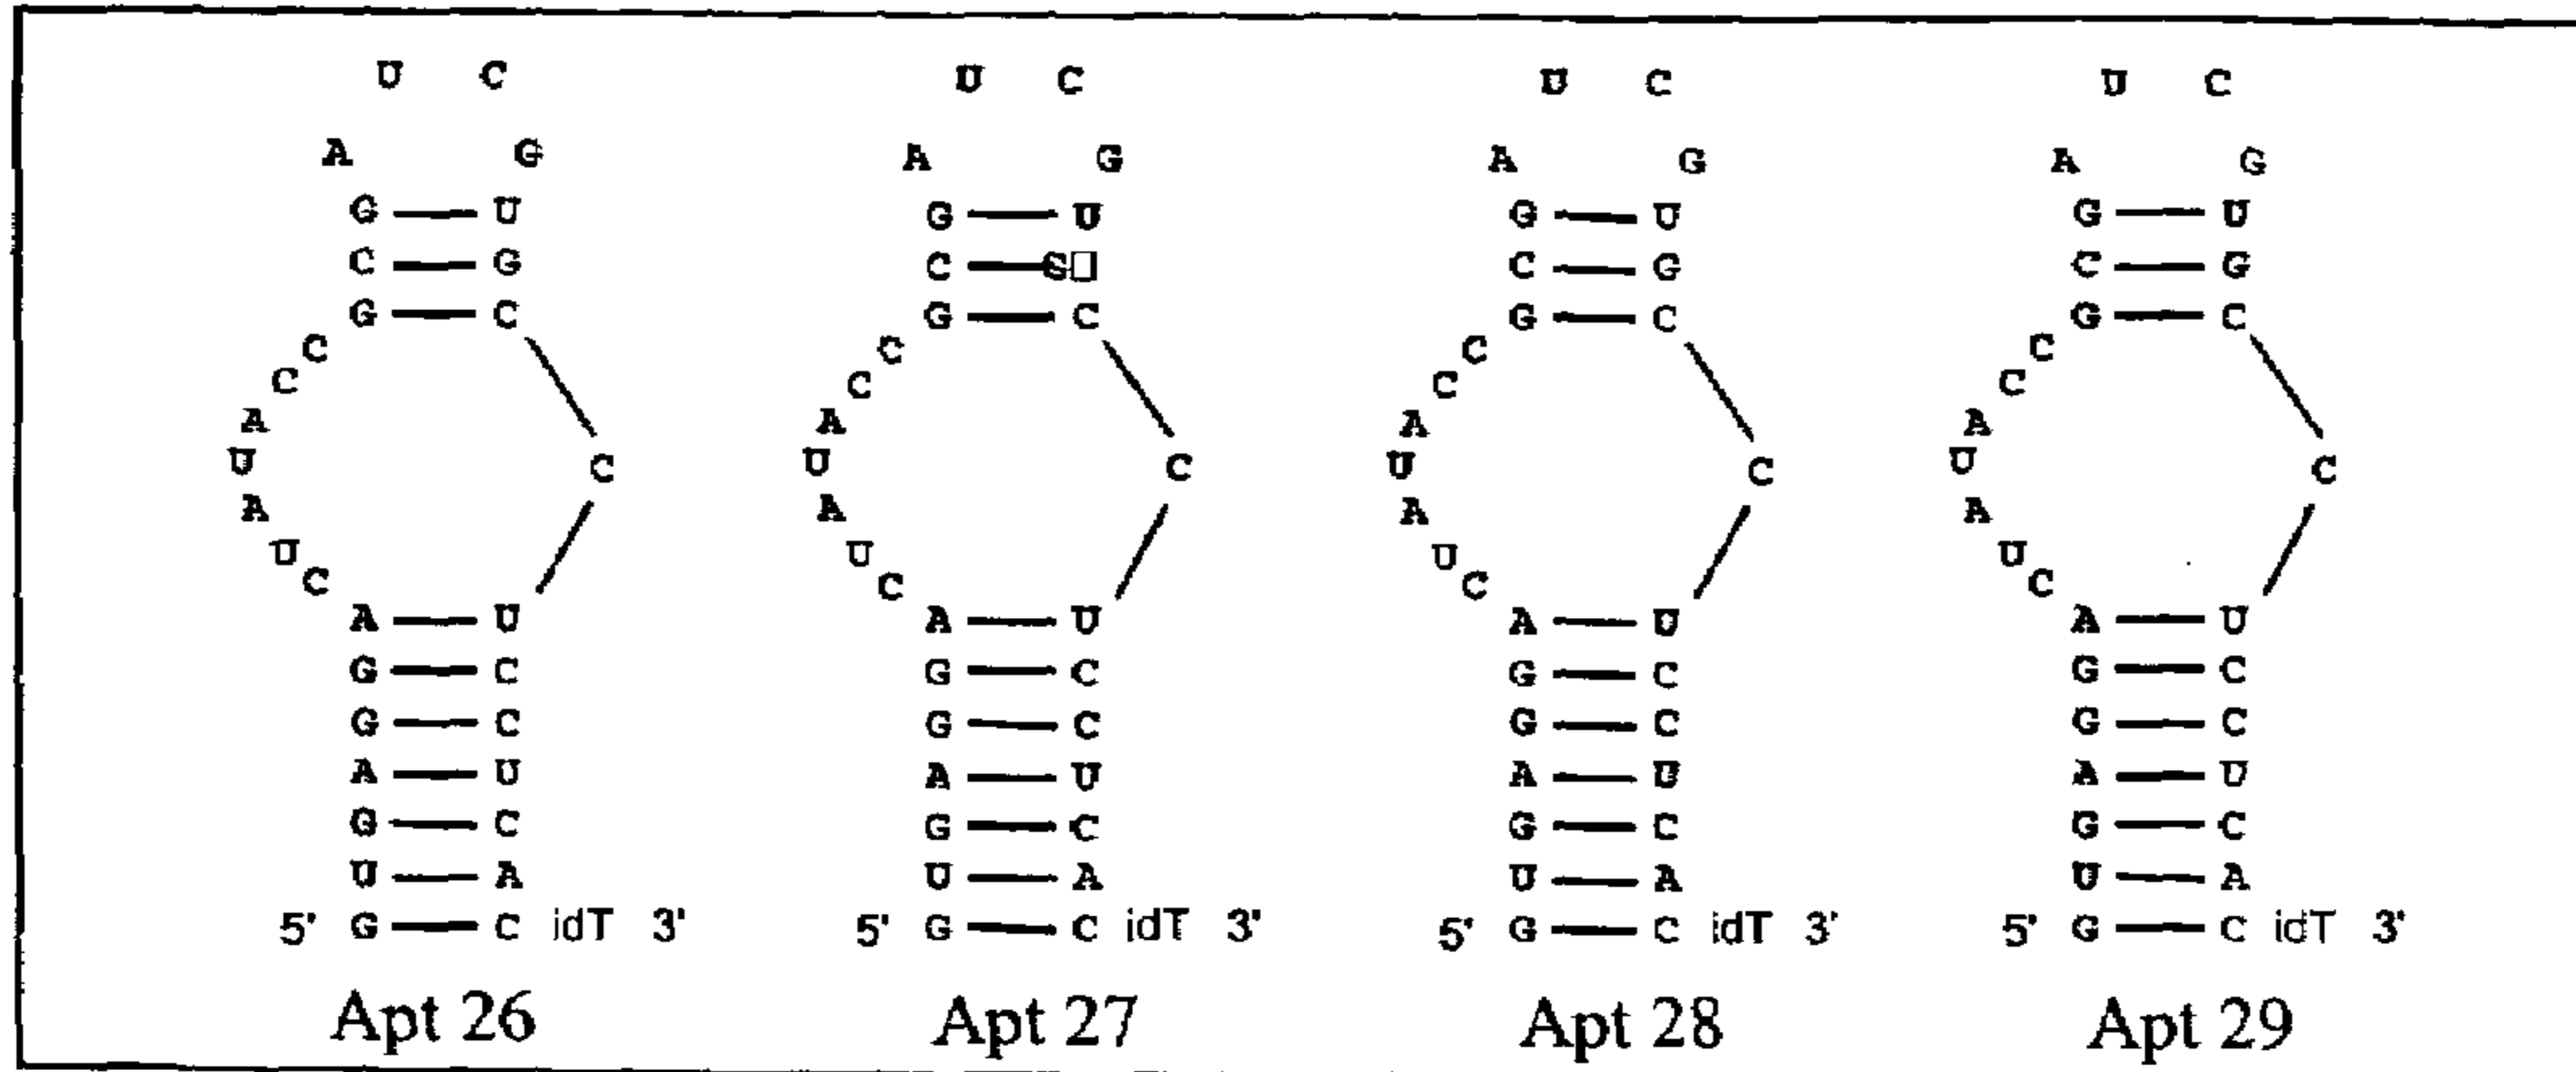 U C U C U C U C
A G A G A G A G
G U G U G U G U
C G C S□ C G C G
G C G C G C G C
C C C C
C C C C
A A A A
U C U C U C U C
A A A A
U U U U
C C C C
A U A U A U A U
G C G C G C G C
G C G C G C G C
A U A U A U A U
G C G C G C G C
U A U A U A U A
5' G C idT 3' 5' G C idT 3' 5' G C idT 3' 5' G C idT 3'
Apt 26 Apt 27 Apt 28 Apt 29